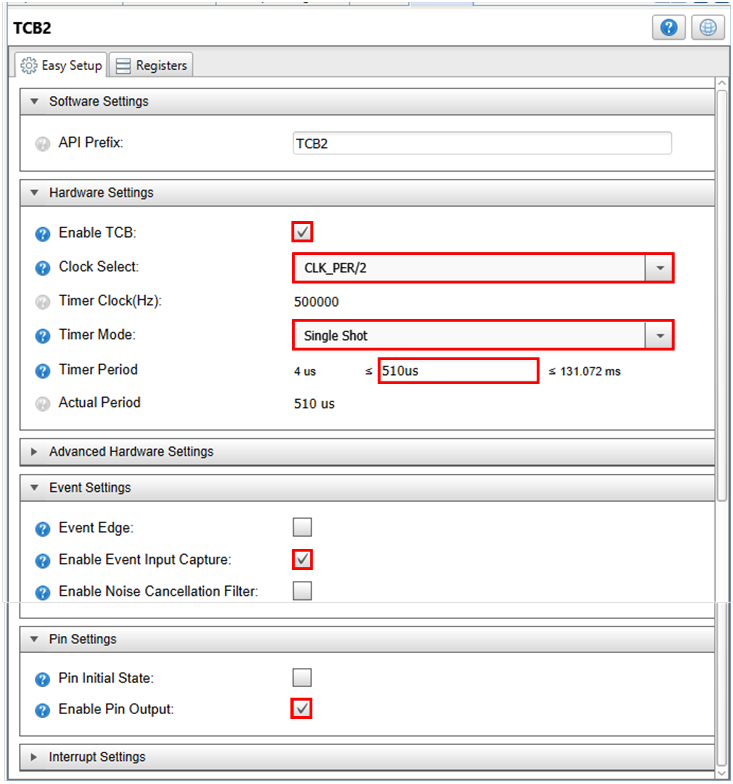 TCB2
Easy Setup Registers
Software Settings
API Prefix: TCB2
Hardware Settings
Enable TCB:
Clock Select: CLK_PER/2
Timer Clock(Hz): 500000
Timer Mode: Single Shot
Timer Period 4 us ≤ 510us ≤ 131.072 ms
Actual Period 510 us
Advanced Hardware Settings
Event Settings
Event Edge:
Enable Event Input Capture:
Enable Noise Cancellation Filter:
Pin Settings
Pin Initial State:
Enable Pin Output:
Interrupt Settings